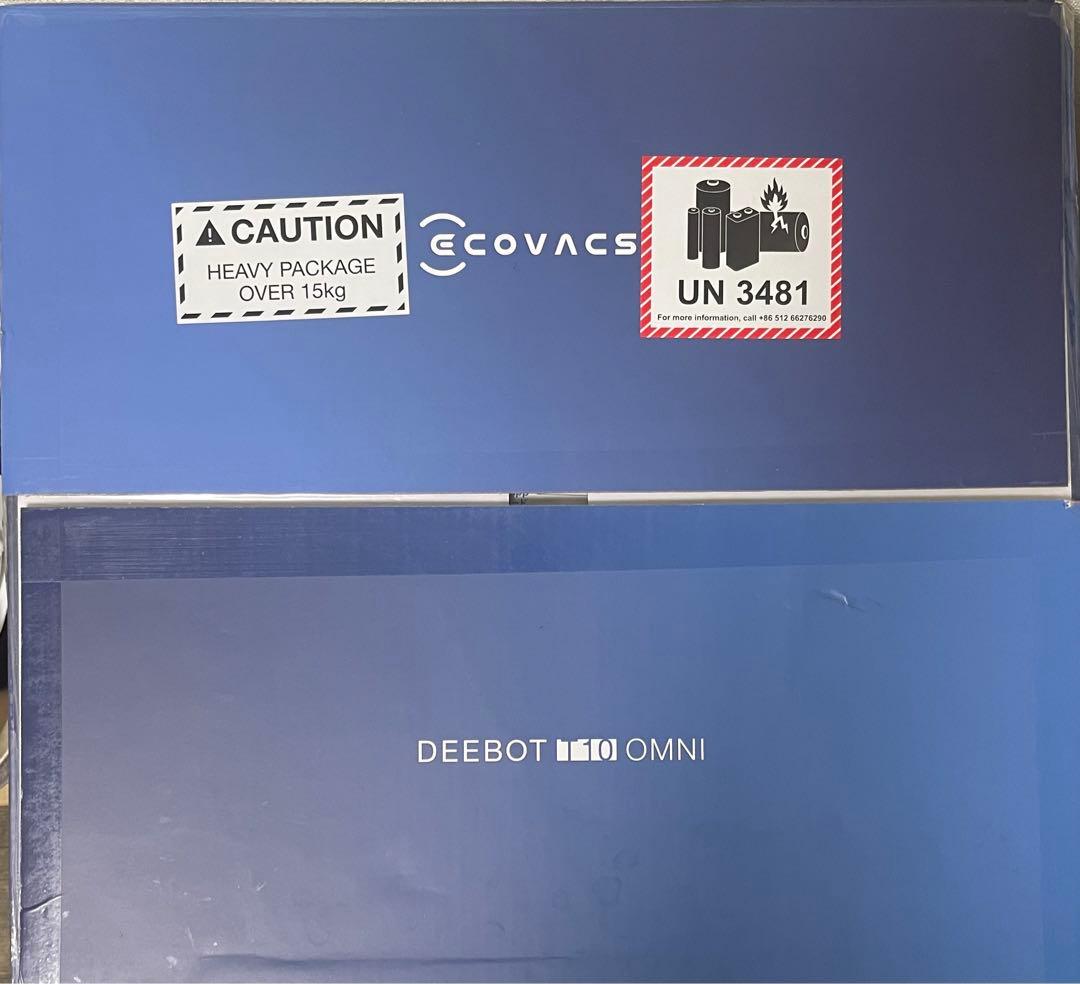 CAUTION
HEAVY PACKAGE
OVER 15kg
ECOVACS
UN 3481
For more information, call +86 512 66276290
DEEBOT T10 OMNI